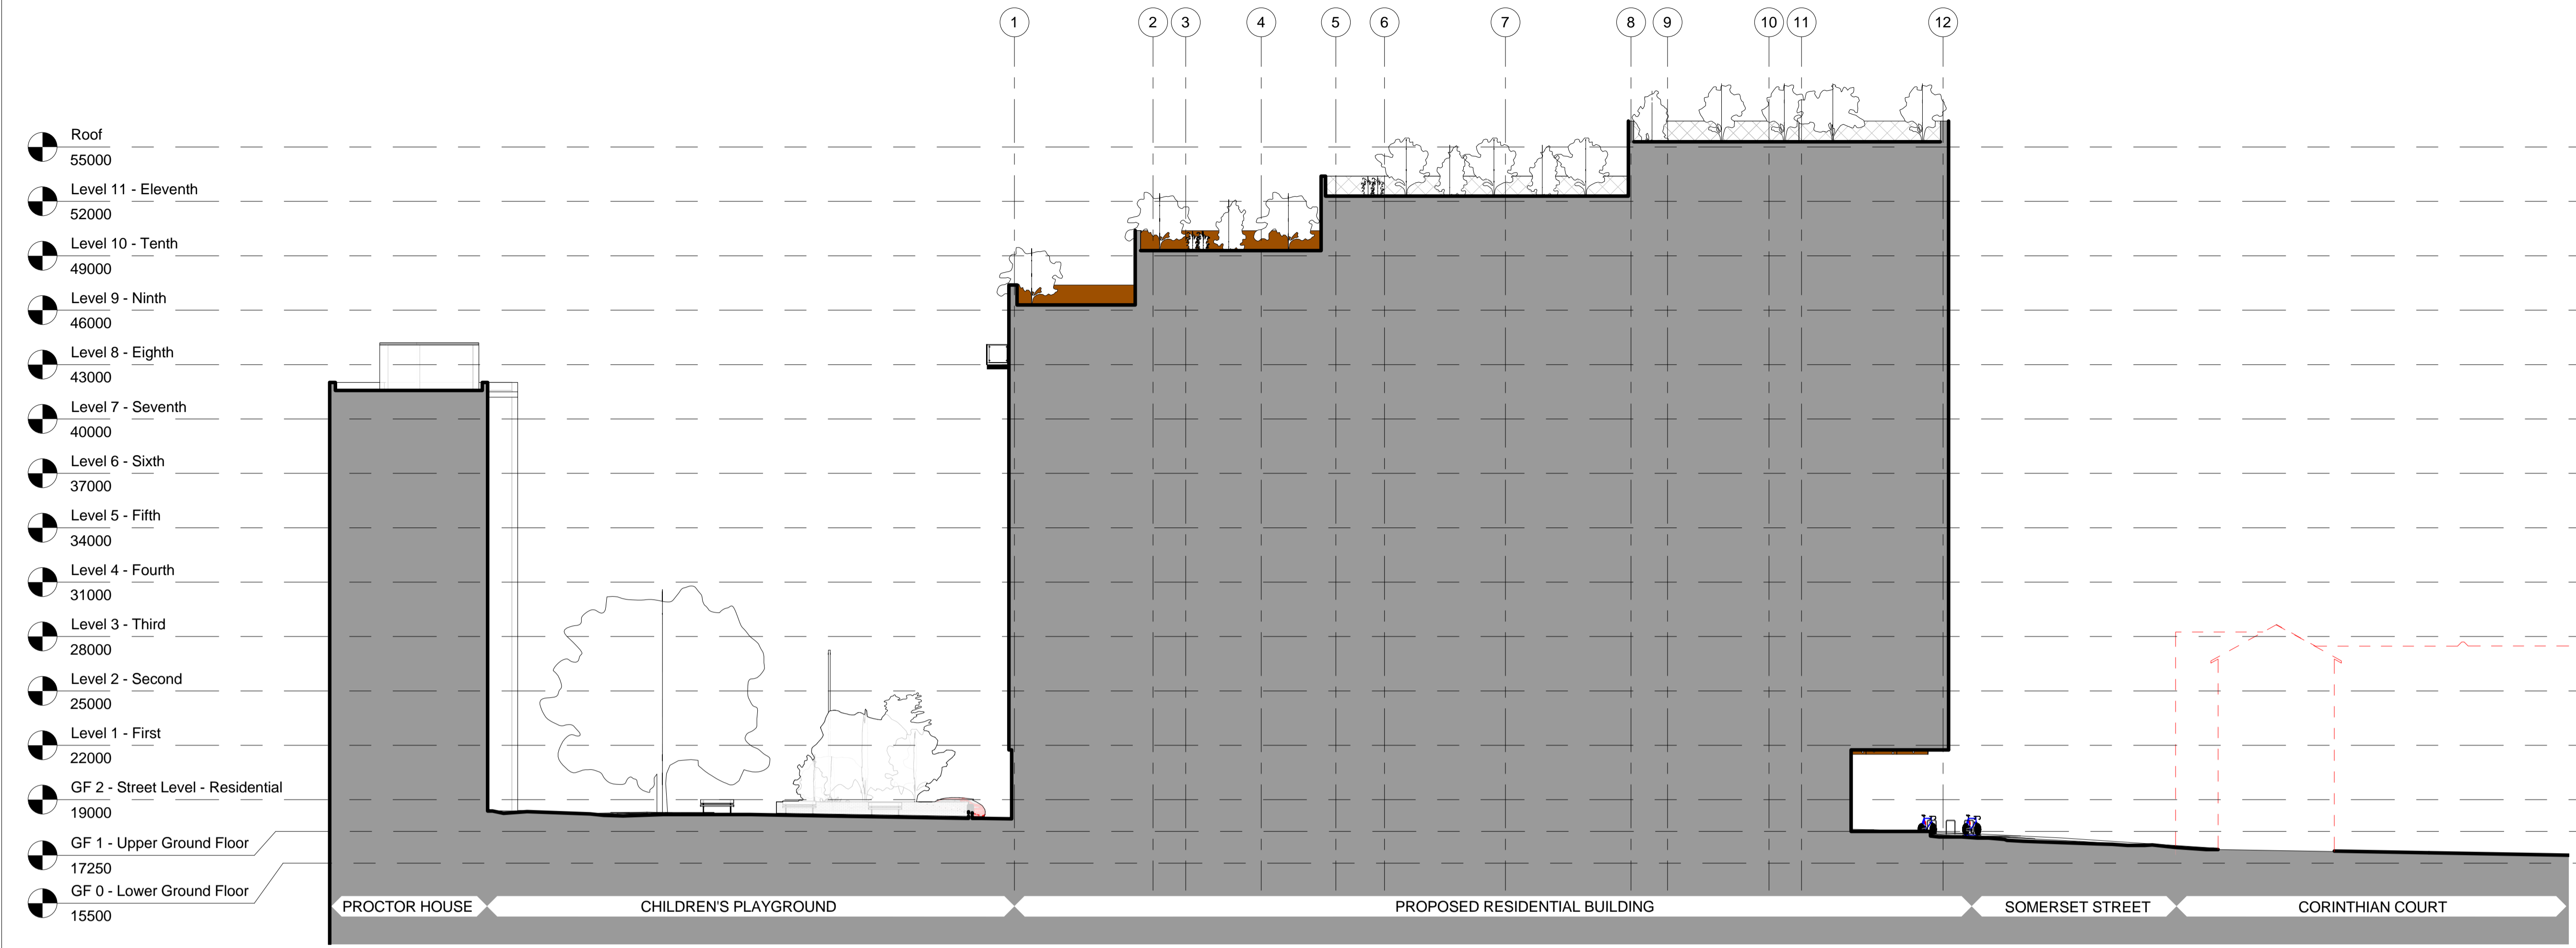 1 2 3 4 5 6 7 8 9 10 11 12
Roof
55000
Level 11 - Eleventh
52000
Level 10 - Tenth
49000
Level 9 - Ninth
46000
Level 8 - Eighth
43000
Level 7 - Seventh
40000
Level 6 - Sixth
37000
Level 5 - Fifth
34000
Level 4 - Fourth
31000
Level 3 - Third
28000
Level 2 - Second
25000
Level 1 - First
22000
GF 2 - Street Level - Residential
19000
GF 1 - Upper Ground Floor
17250
GF 0 - Lower Ground Floor
15500
PROCTOR HOUSE CHILDREN'S PLAYGROUND PROPOSED RESIDENTIAL BUILDING SOMERSET STREET CORINTHIAN COURT